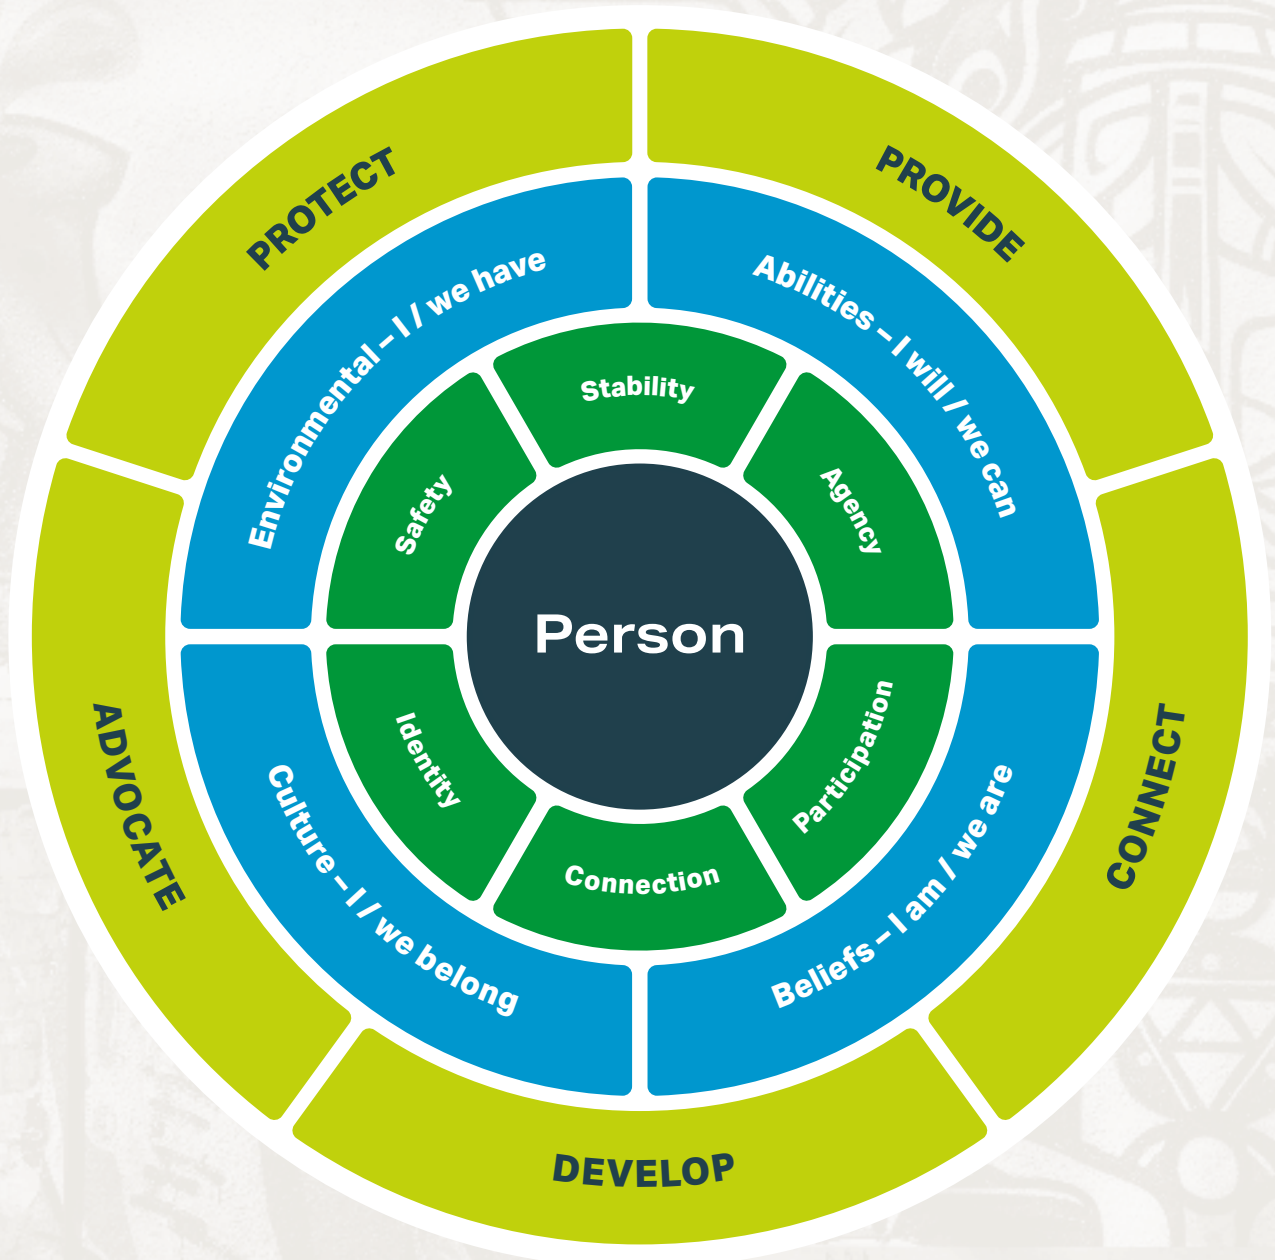 PROTECT
PROVIDE
CONNECT
DEVELOP
ADVOCATE
Environmental – I / we have
Abilities – I will / we can
Beliefs – I am / we are
Culture – I / we belong
Stability
Agency
Participation
Connection
Identity
Safety
Person